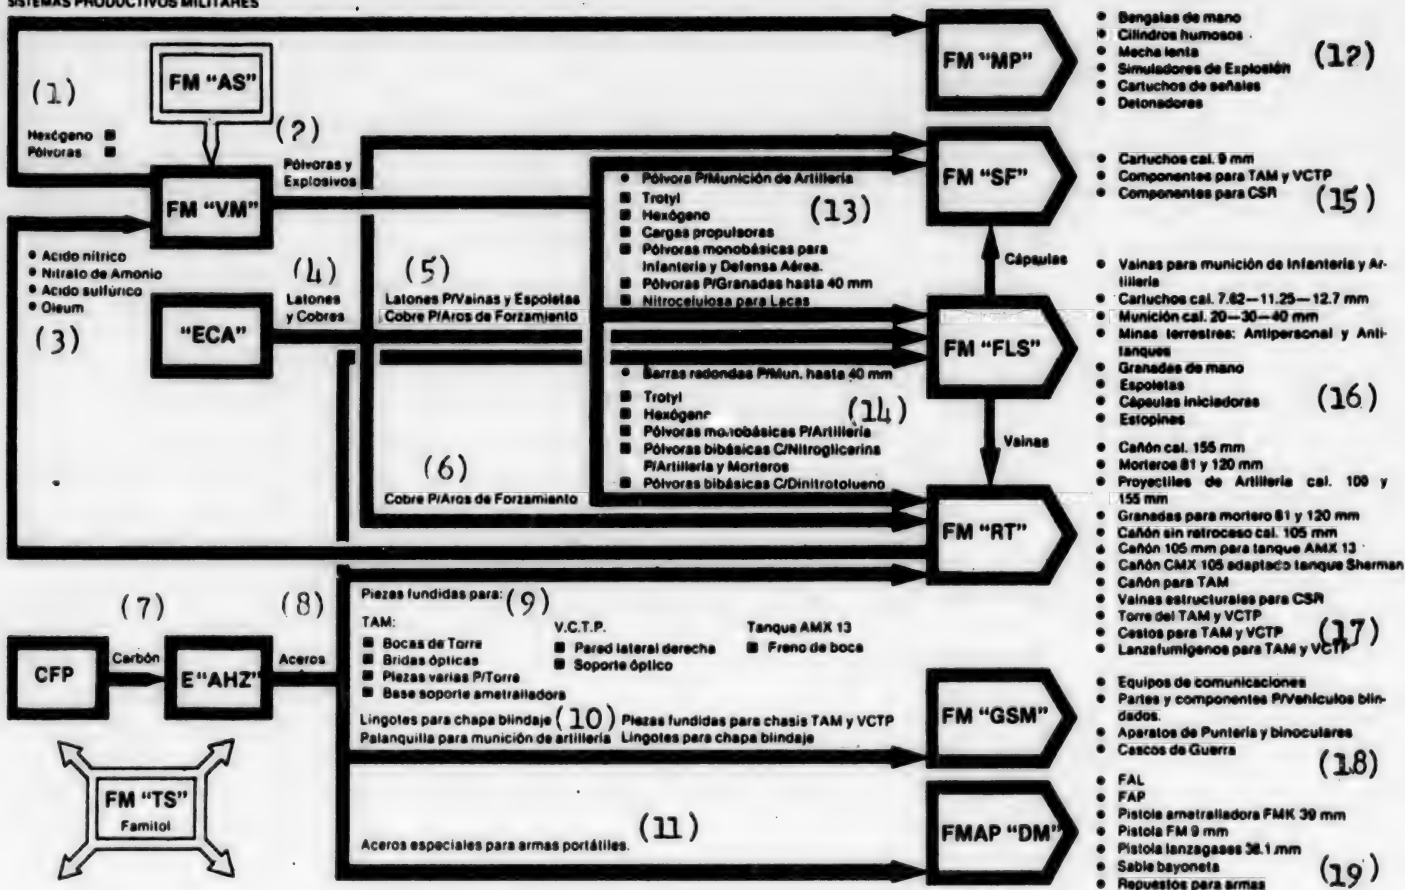 SISTEMAS PRODUCTIVOS MILITARES
(1)
Hexógeno
Pólvoras
FM "AS"
(2)
FM "VM"
Pólvoras y
Explosivos
Acido nítrico
Nitrato de Amonio
Acido sulfúrico
Oleum
(3)
"ECA"
(4)
Latones
y Cobres
(5)
Latones P/Vainas y Espoletas
Cobre P/Aros de Forzamiento
(6)
Cobre P/Aros de Forzamiento
Pólvora P/Munición de Artillería
Trotyl
(13)
Hexógeno
Cargas propulsoras
Pólvoras monobásicas para
Infantería y Defensa Aérea.
Pólvoras P/Granadas hasta 40 mm
Nitrocelulosa para Lacas
Barras redondas P/Mun. hasta 40 mm
Trotyl
Hexógeno
(14)
Pólvoras monobásicas P/Artillería
Pólvoras bibásicas C/Nitroglicerina
P/Artillería y Morteros
Pólvoras bibásicas C/Dinitrotolueno
FM "MP"
Bengalas de mano
Cilindros humosos
Mecha lenta
(12)
Simuladores de Explosión
Cartuchos de señales
Detonadores
FM "SF"
Cartuchos cal. 9 mm
Componentes para TAM y VCTP
Componentes para CSR
(15)
Cápsulas
FM "FLS"
Vainas para munición de Infantería y Ar-
tillería
Cartuchos cal. 7.62—11.25—12.7 mm
Munición cal. 20—30—40 mm
Minas terrestres: Antipersonal y Anti-
tanques
Granadas de mano
Espoletas
Cápsulas iniciadoras
(16)
Estopines
Vainas
FM "RT"
Cañón cal. 155 mm
Morteros 81 y 120 mm
Proyectiles de Artillería cal. 100 y
155 mm
Granadas para mortero 81 y 120 mm
Cañón sin retroceso cal. 105 mm
Cañón 105 mm para tanque AMX 13
Cañón CMX 105 adaptado tanque Sherman
Cañón para TAM
Vainas estructurales para CSR
Torre del TAM y VCTP
Cestos para TAM y VCTP
(17)
Lanzafumígenos para TAM y VCTP
CFP
(7)
Carbón
E"AHZ"
(8)
Aceros
Piezas fundidas para:
(9)
TAM:
Bocas de Torre
Bridas ópticas
Piezas varias P/Torre
Base soporte ametralladora
V.C.T.P.
Pared lateral derecha
Soporte óptico
Tanque AMX 13
Freno de boca
Lingotes para chapa blindaje
(10)
Piezas fundidas para chasis TAM y VCTP
Palanquilla para munición de artillería
Lingotes para chapa blindaje
FM "GSM"
Equipos de comunicaciones
Partes y componentes P/Vehículos blin-
dados.
Aparatos de Puntería y binoculares
Cascos de Guerra
(18)
FM "TS"
Famitol
(11)
Aceros especiales para armas portátiles.
FMAP "DM"
FAL
FAP
Pistola ametralladora FMK 39 mm
Pistola FM 9 mm
Pistola lanzagases 38.1 mm
Sable bayoneta
(19)
Repuestos para armas